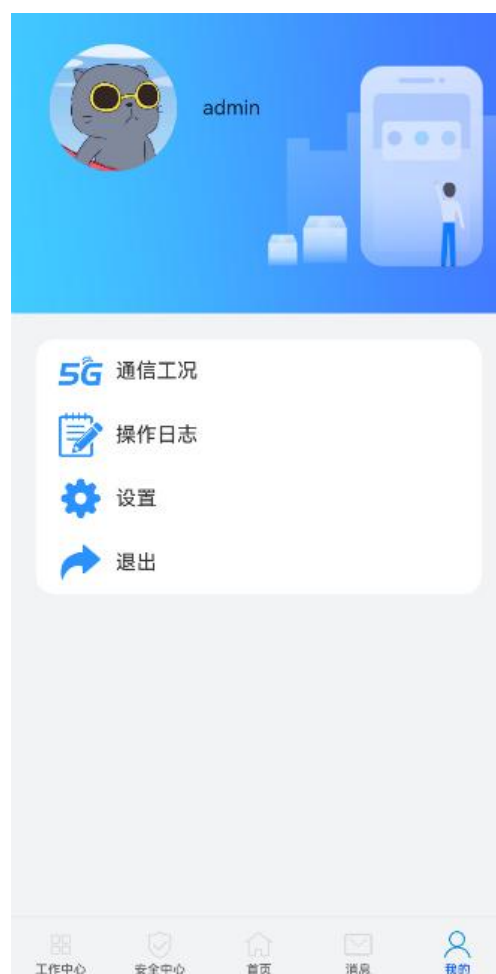 admin
5G 通信工况
操作日志
设置
退出
工作中心 安全中心 首页 消息 我的